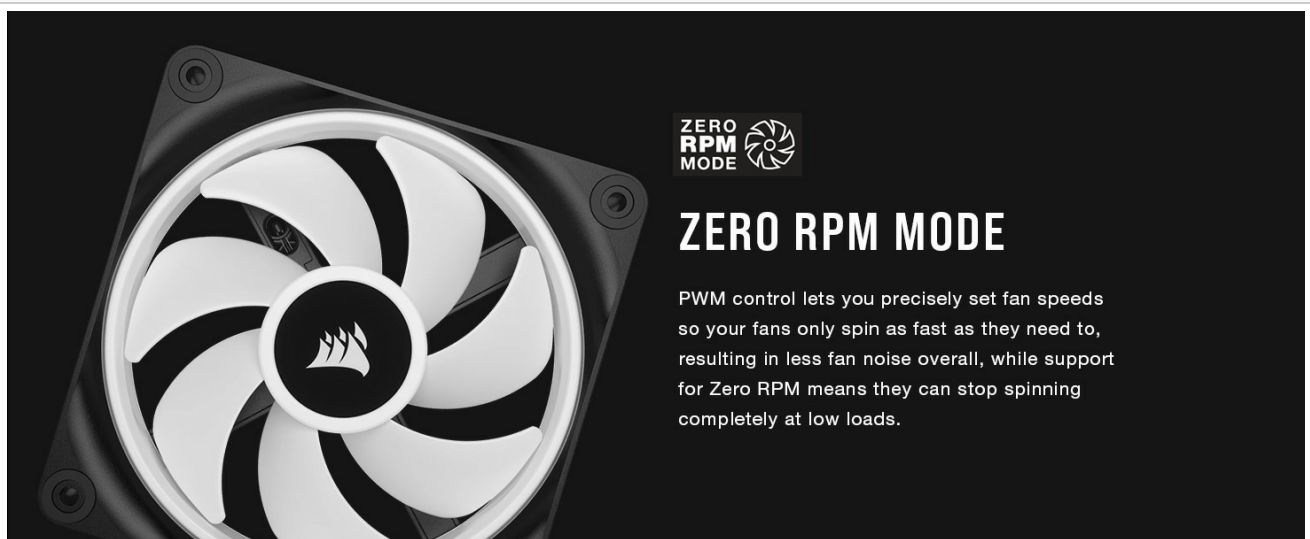 ZERO
RPM
MODE
ZERO RPM MODE
PWM control lets you precisely set fan speeds
so your fans only spin as fast as they need to,
resulting in less fan noise overall, while support
for Zero RPM means they can stop spinning
completely at low loads.